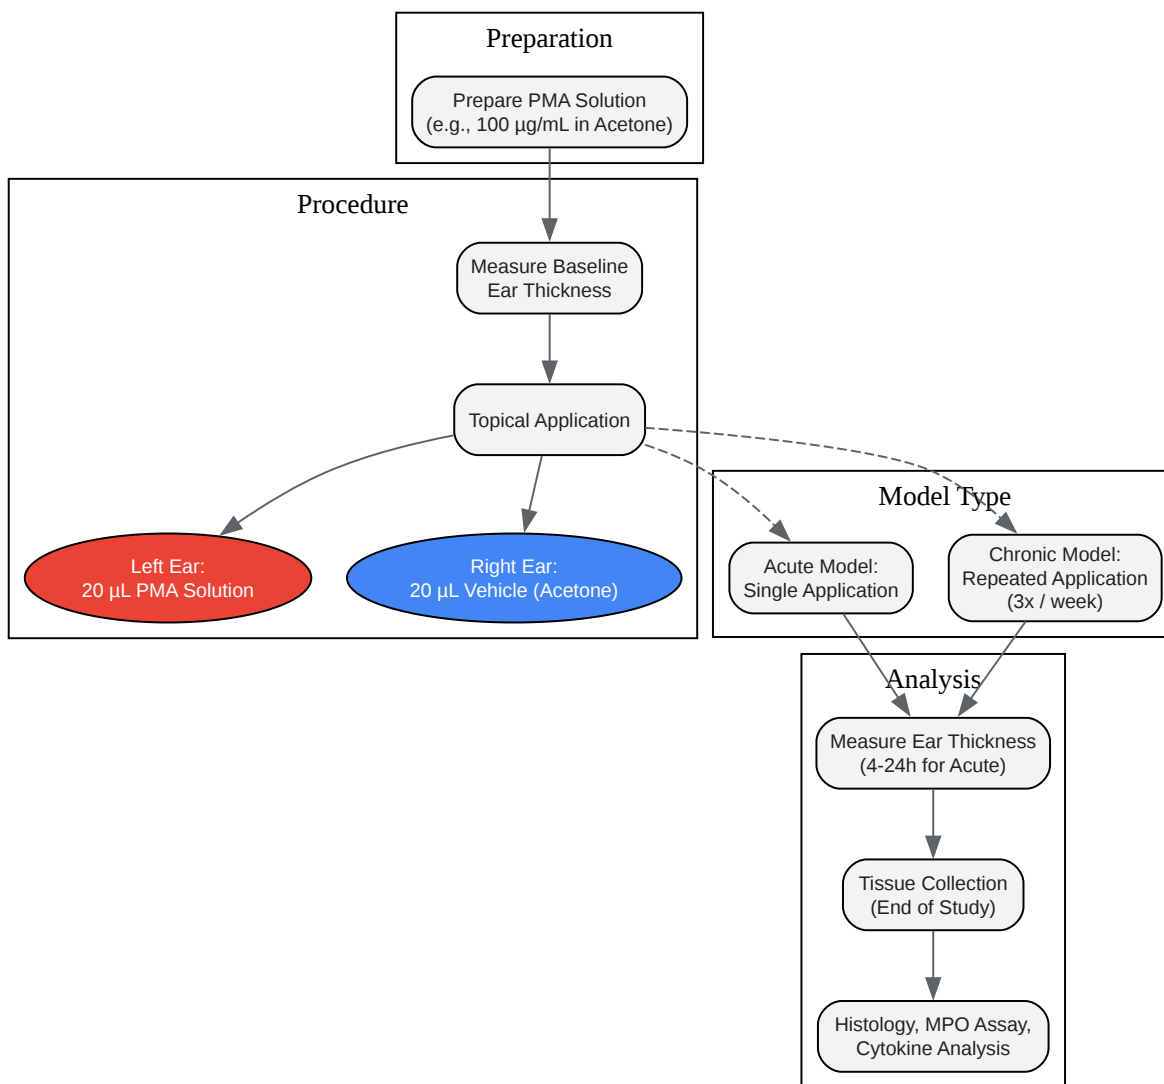 Preparation
Prepare PMA Solution
(e.g., 100 µg/mL in Acetone)
Procedure
Measure Baseline
Ear Thickness
Topical Application
Left Ear:
20 µL PMA Solution
Right Ear:
20 µL Vehicle (Acetone)
Model Type
Acute Model:
Single Application
Chronic Model:
Repeated Application
(3x / week)
Analysis
Measure Ear Thickness
(4-24h for Acute)
Tissue Collection
(End of Study)
Histology, MPO Assay,
Cytokine Analysis